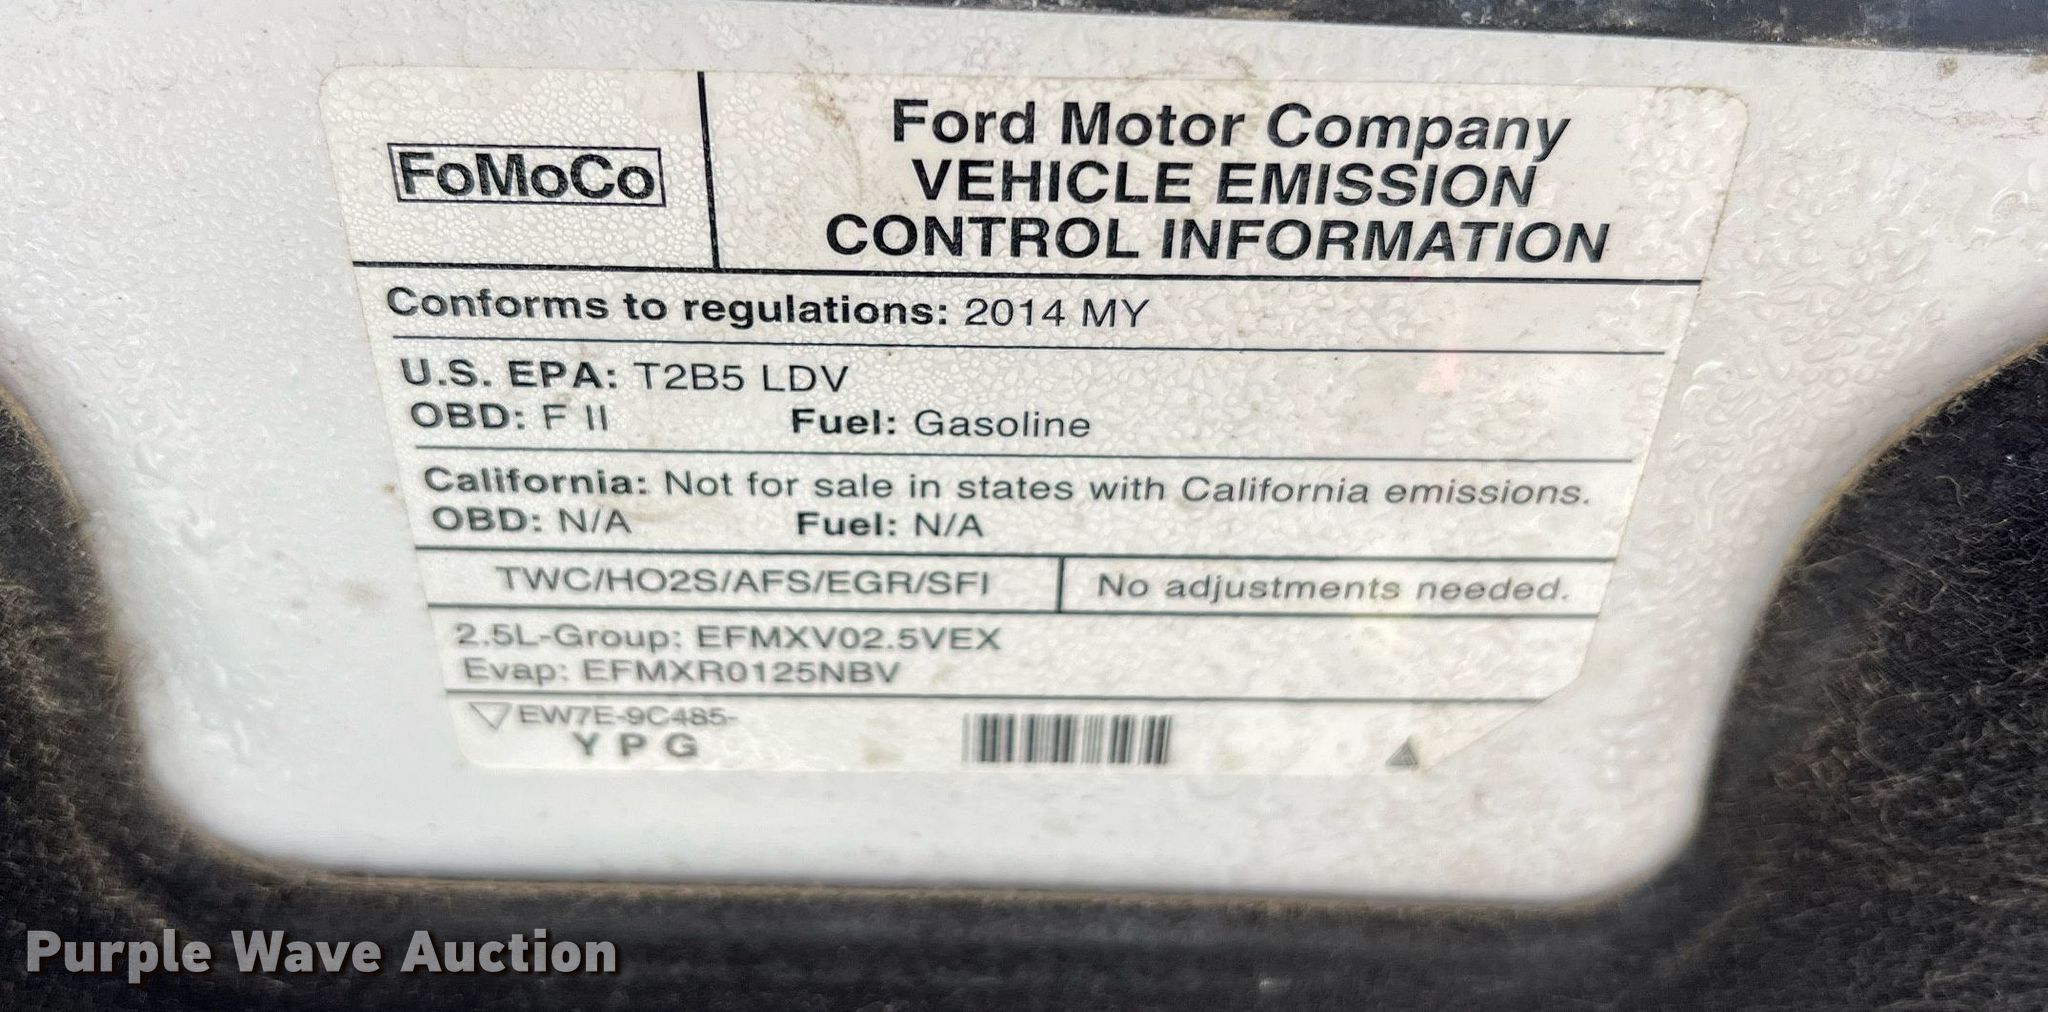 FoMoCo
Ford Motor Company
VEHICLE EMISSION
CONTROL INFORMATION
Conforms to regulations: 2014 MY
U.S. EPA: T2B5 LDV
OBD: F II Fuel: Gasoline
California: Not for sale in states with California emissions.
OBD: N/A Fuel: N/A
TWC/HO2S/AFS/EGR/SFI No adjustments needed.
2.5L-Group: EFMXV02.5VEX
Evap: EFMXR0125NBV
EW7E-9C485-
Y P G
Purple Wave Auction